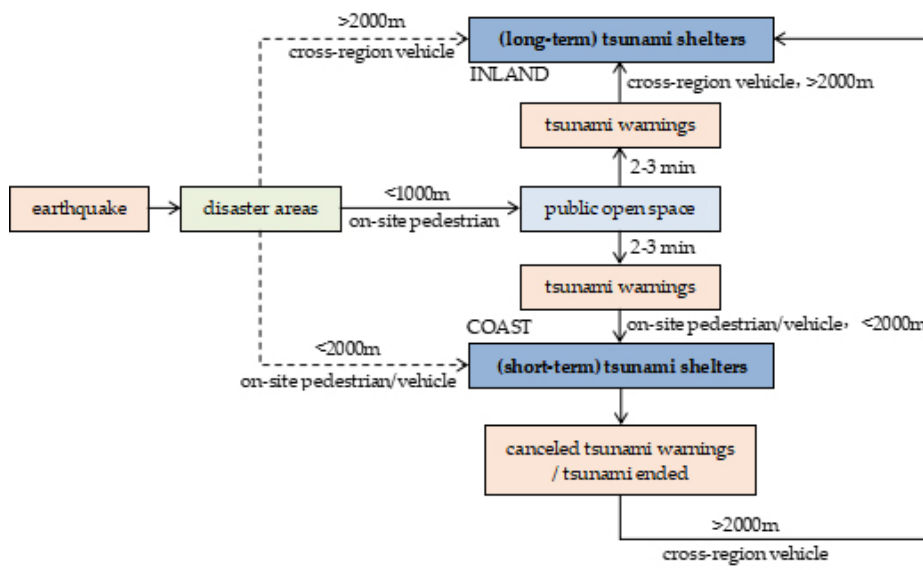 >2000m
cross-region vehicle
(long-term) tsunami shelters
INLAND
cross-region vehicle，>2000m
tsunami warnings
2-3 min
earthquake
disaster areas
<1000m
on-site pedestrian
public open space
2-3 min
tsunami warnings
COAST
on-site pedestrian/vehicle， <2000m
<2000m
on-site pedestrian/vehicle
(short-term) tsunami shelters
canceled tsunami warnings
/ tsunami ended
>2000m
cross-region vehicle